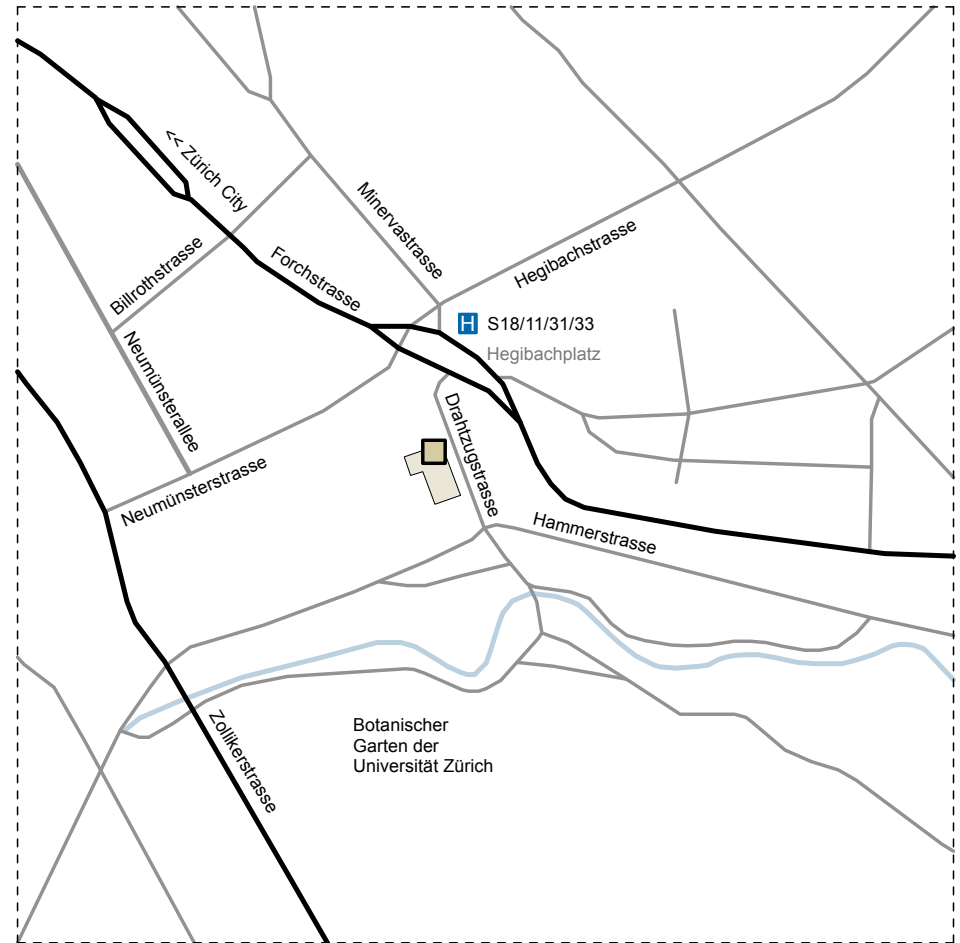 << Zürich City
Minervastrasse
Hegibachstrasse
Billrothstrasse
Forchstrasse
H S18/11/31/33
Hegibachplatz
Neumünsterallee
Drahtzugstrasse
Neumünsterstrasse
Hammerstrasse
Zollikerstrasse
Botanischer
Garten der
Universität Zürich